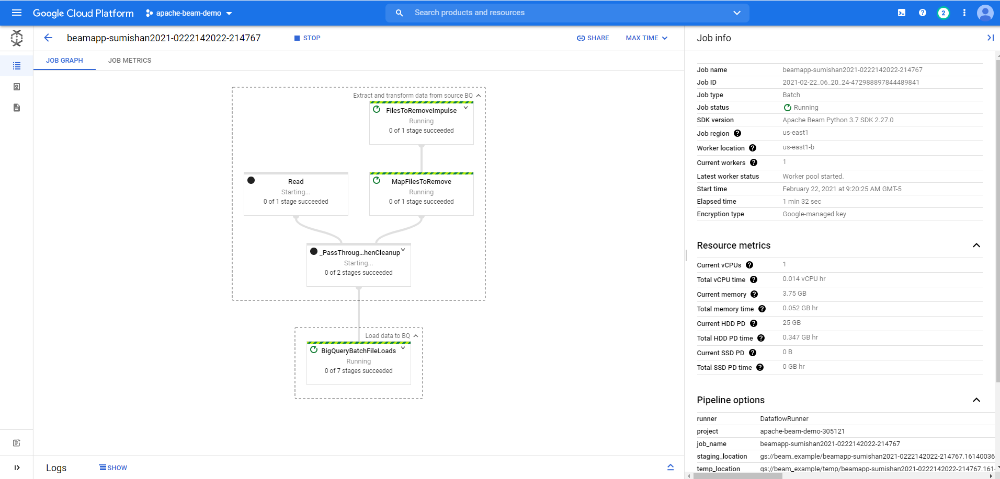 Google Cloud Platform
apache-beam-demo
Search products and resources
2
beamapp-sumishan2021-0222142022-214767
STOP
SHARE
MAX TIME
JOB GRAPH
JOB METRICS
Extract and transform data from source BQ
FilesToRemoveImpulse
Running
0 of 1 stage succeeded
Read
Starting...
0 of 1 stage succeeded
MapFilesToRemove
Running
0 of 1 stage succeeded
_PassThroug...henCleanup
Starting...
0 of 2 stages succeeded
Load data to BQ
BigQueryBatchFileLoads
Running
0 of 7 stages succeeded
Logs
SHOW
Job info
Job name beamapp-sumishan2021-0222142022-214767
Job ID 2021-02-22_06_20_24-472988897844489841
Job type Batch
Job status Running
SDK version Apache Beam Python 3.7 SDK 2.27.0
Job region ? us-east1
Worker location ? us-east1-b
Current workers ? 1
Latest worker status Worker pool started.
Start time February 22, 2021 at 9:20:25 AM GMT-5
Elapsed time 1 min 32 sec
Encryption type Google-managed key
Resource metrics
Current vCPUs ? 1
Total vCPU time ? 0.014 vCPU hr
Current memory ? 3.75 GB
Total memory time ? 0.052 GB hr
Current HDD PD ? 25 GB
Total HDD PD time ? 0.347 GB hr
Current SSD PD ? 0 B
Total SSD PD time ? 0 GB hr
Pipeline options
runner DataflowRunner
project apache-beam-demo-305121
job_name beamapp-sumishan2021-0222142022-214767
staging_location gs://beam_example/beamapp-sumishan2021-0222142022-214767.16140036
temp_location gs://beam_example/temp/beamapp-sumishan2021-0222142022-214767.161